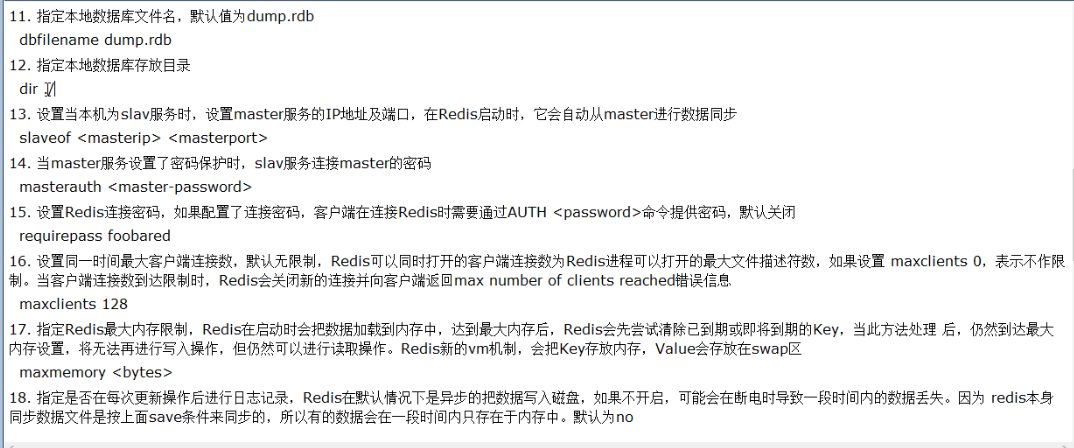 11. 指定本地数据库文件名，默认值为dump.rdb
dbfilename dump.rdb
12. 指定本地数据库存放目录
dir ./
13. 设置当本机为slav服务时，设置master服务的IP地址及端口，在Redis启动时，它会自动从master进行数据同步
slaveof <masterip> <masterport>
14. 当master服务设置了密码保护时，slav服务连接master的密码
masterauth <master-password>
15. 设置Redis连接密码，如果配置了连接密码，客户端在连接Redis时需要通过AUTH <password>命令提供密码，默认关闭
requirepass foobared
16. 设置同一时间最大客户端连接数，默认无限制，Redis可以同时打开的客户端连接数为Redis进程可以打开的最大文件描述符数，如果设置 maxclients 0，表示不作限
制。当客户端连接数到达限制时，Redis会关闭新的连接并向客户端返回max number of clients reached错误信息
maxclients 128
17. 指定Redis最大内存限制，Redis在启动时会把数据加载到内存中，达到最大内存后，Redis会先尝试清除已到期或即将到期的Key，当此方法处理 后，仍然到达最大
内存设置，将无法再进行写入操作，但仍然可以进行读取操作。Redis新的vm机制，会把Key存放内存，Value会存放在swap区
maxmemory <bytes>
18. 指定是否在每次更新操作后进行日志记录，Redis在默认情况下是异步的把数据写入磁盘，如果不开启，可能会在断电时导致一段时间内的数据丢失。因为 redis本身
同步数据文件是按上面save条件来同步的，所以有的数据会在一段时间内只存在于内存中。默认为no